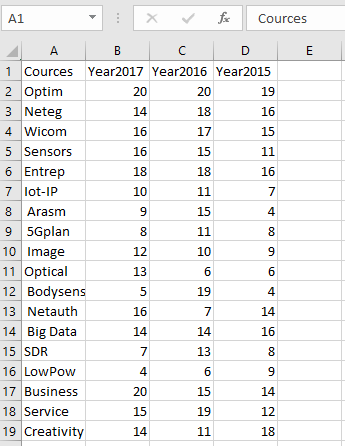 A1 fx Cources
A B C D E
1 Cources Year2017 Year2016 Year2015
2 Optim 20 20 19
3 Neteg 14 18 16
4 Wicom 16 17 15
5 Sensors 16 15 11
6 Entrep 18 18 16
7 Iot-IP 10 11 7
8 Arasm 9 15 4
9 5Gplan 8 11 8
10 Image 12 10 9
11 Optical 13 6 6
12 Bodysens 5 19 4
13 Netauth 16 7 14
14 Big Data 14 14 16
15 SDR 7 13 8
16 LowPow 4 6 9
17 Business 20 15 14
18 Service 15 19 12
19 Creativity 14 11 18